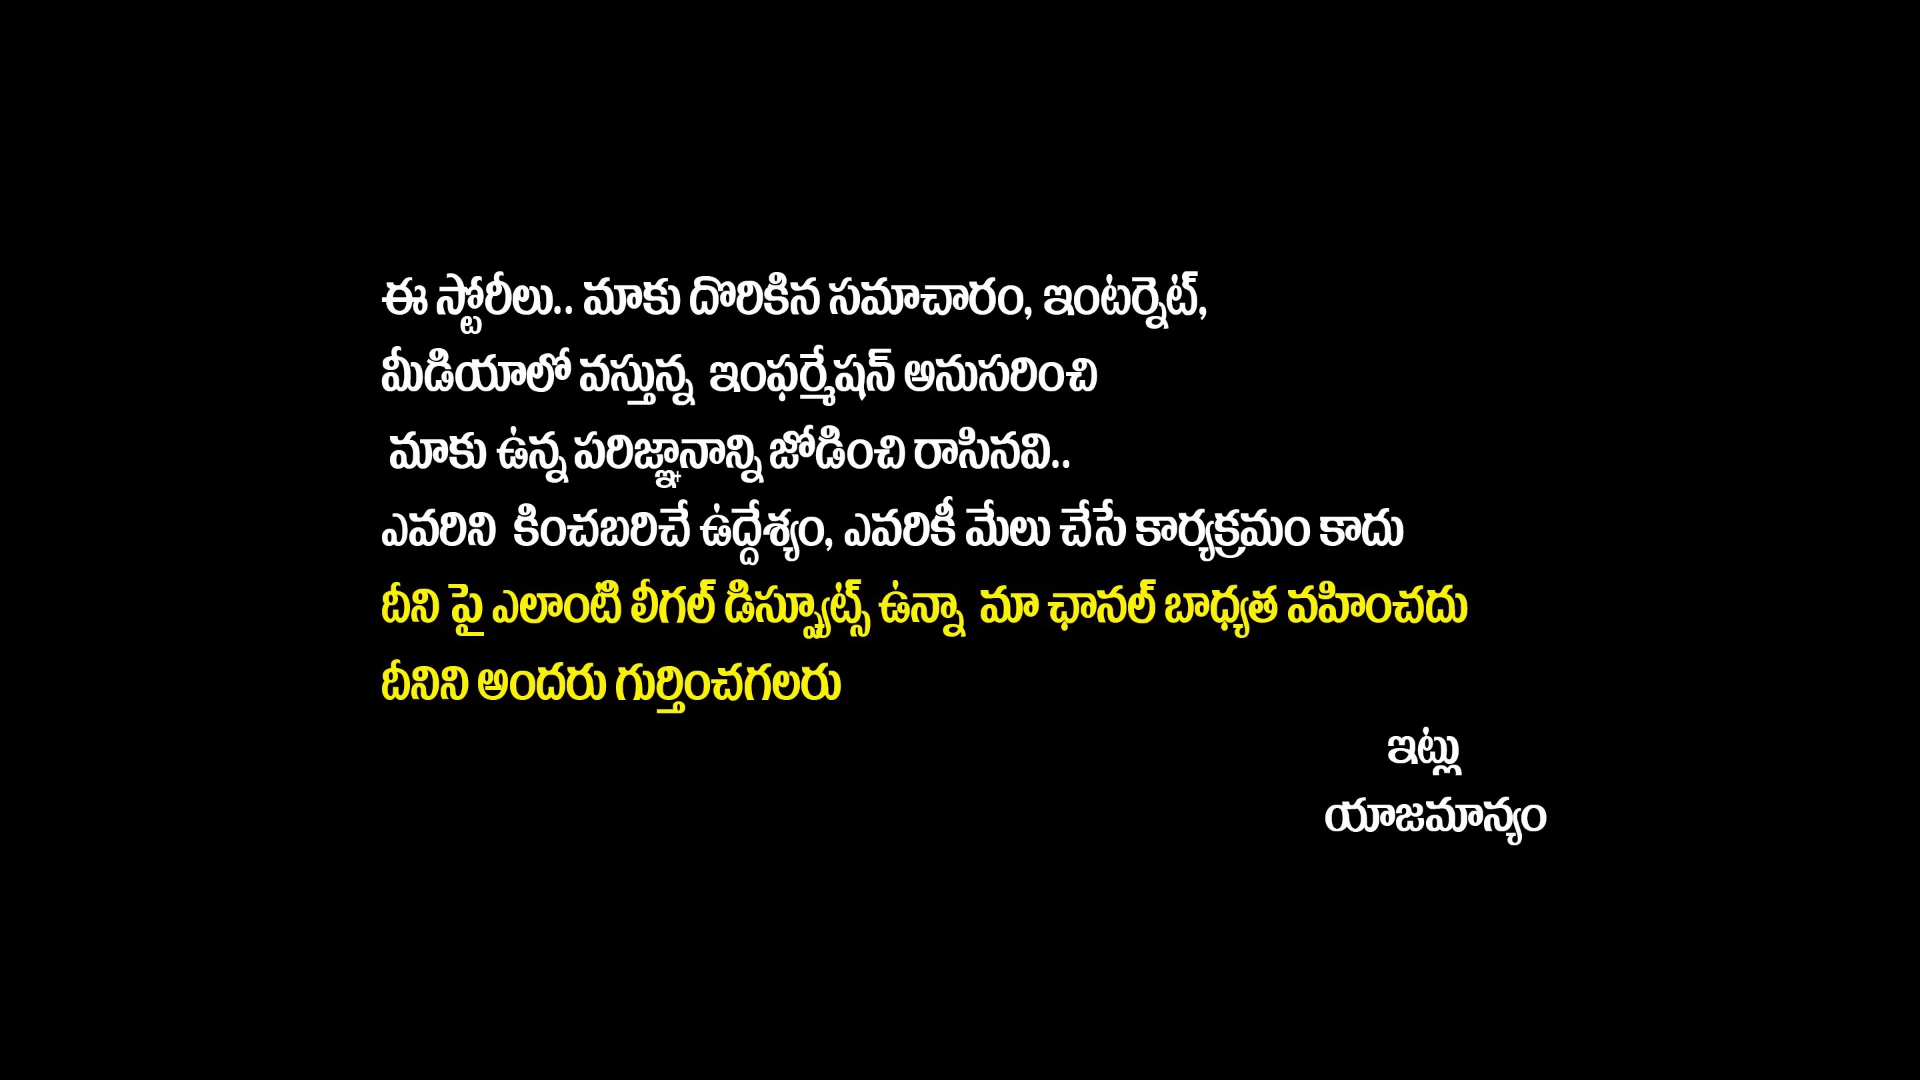 ఈ స్టోరీలు.. మాకు దొరికిన సమాచారం, ఇంటర్నెట్,
మీడియాలో వస్తున్న ఇంఫర్మేషన్ అనుసరించి
మాకు ఉన్న పరిజ్ఞానాన్ని జోడించి రాసినవి..
ఎవరిని కించబరిచే ఉద్దేశ్యం, ఎవరికీ మేలు చేసే కార్యక్రమం కాదు
దీని పై ఎలాంటి లీగల్ డిస్ప్యూట్స్ ఉన్నా మా ఛానల్ బాధ్యత వహించదు
దీనిని అందరు గుర్తించగలరు
ఇట్లు
యాజమాన్యం